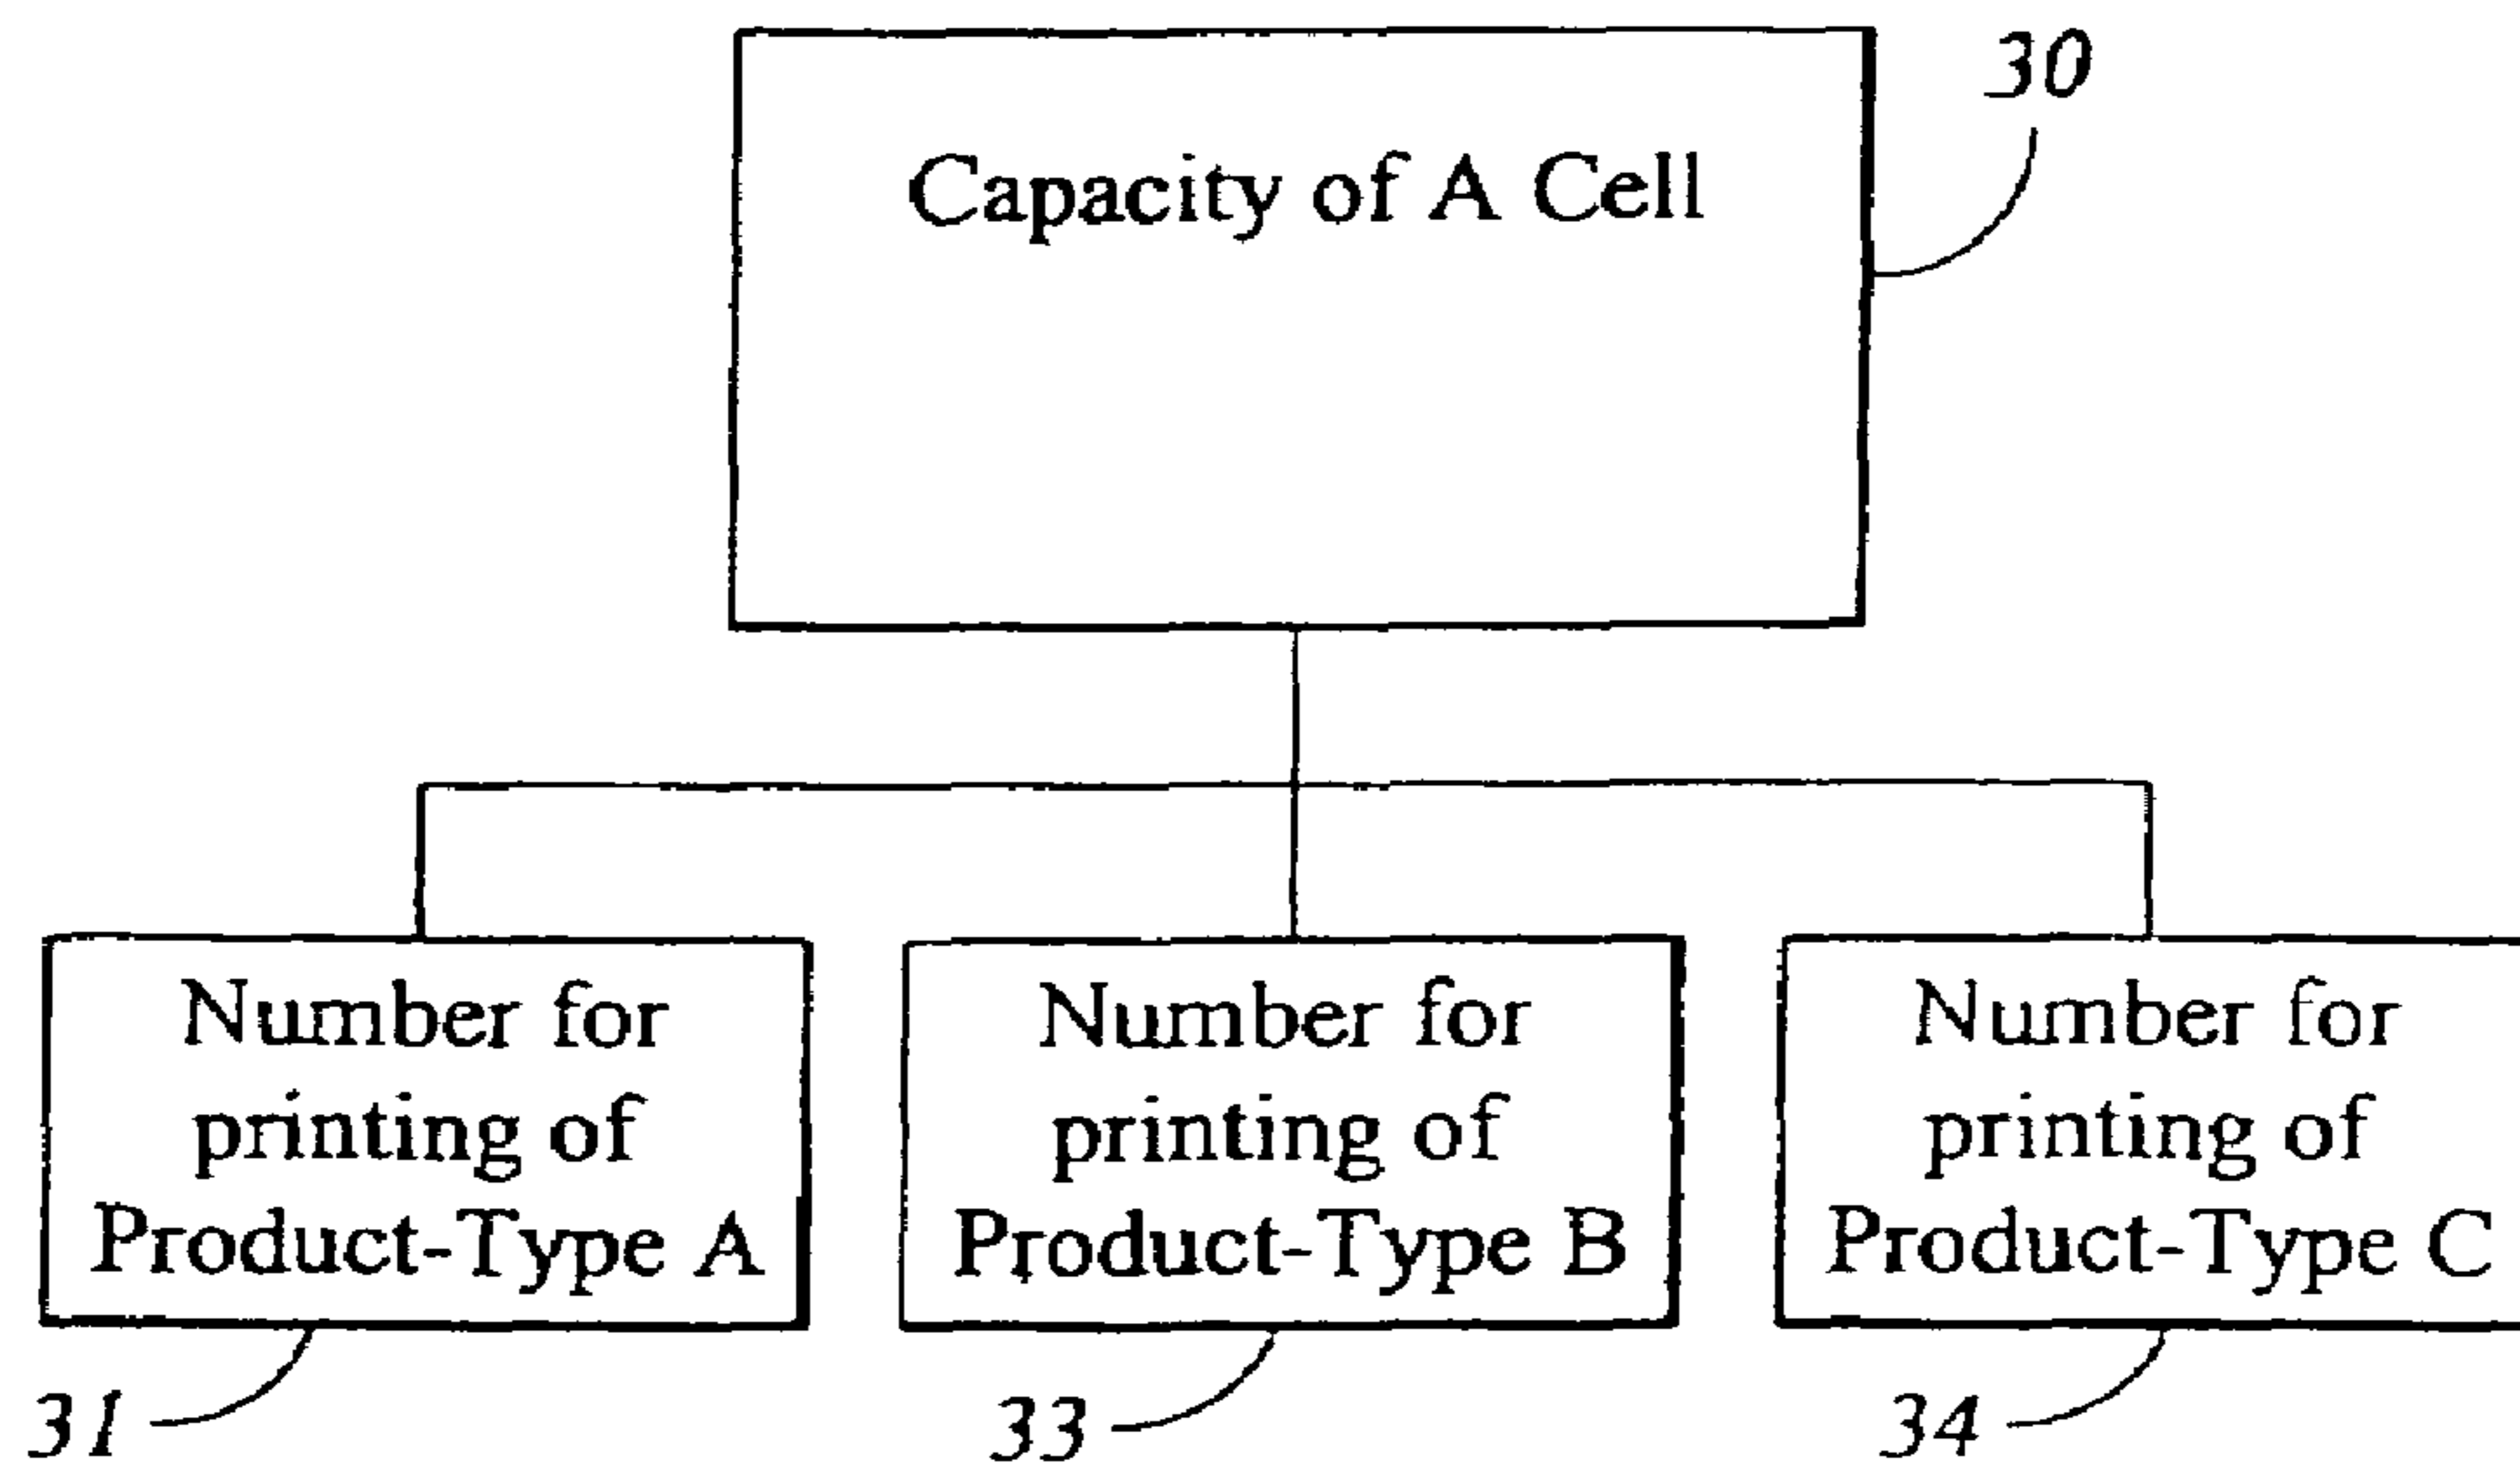 30
Capacity of A Cell
Number for
printing of
Product-Type A
Number for
printing of
Product-Type B
Number for
printing of
Product-Type C
31
33
34